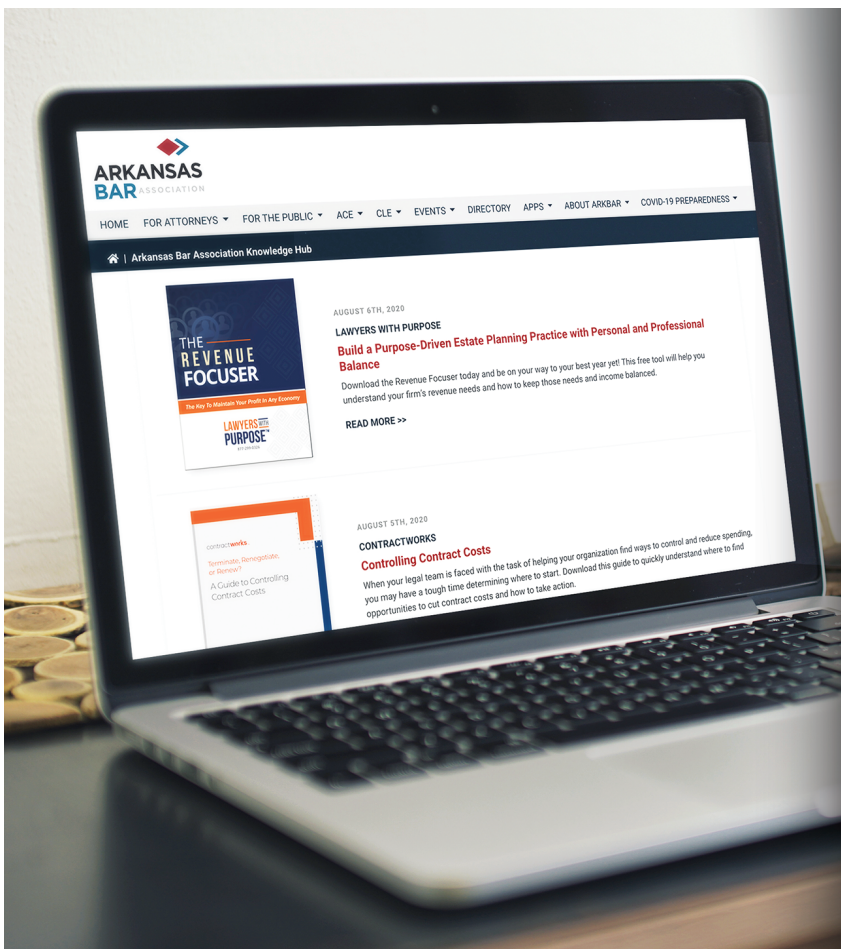 ARKANSAS
BAR ASSOCIATION
HOME FOR ATTORNEYS FOR THE PUBLIC ACE CLE EVENTS DIRECTORY APPS ABOUT ARKBAR COVID-19 PREPAREDNESS
| Arkansas Bar Association Knowledge Hub
THE
REVENUE
FOCUSER
The Key To Maintain Your Profit In Any Economy
LAWYERS WITH
PURPOSE
AUGUST 6TH, 2020
LAWYERS WITH PURPOSE
Build a Purpose-Driven Estate Planning Practice with Personal and Professional
Balance
Download the Revenue Focuser today and be on your way to your best year yet! This free tool will help you
understand your firm's revenue needs and how to keep those needs and income balanced.
READ MORE >>
contractworks
Terminate, Renegotiate,
or Renew?
A Guide to Controlling
Contract Costs
AUGUST 5TH, 2020
CONTRACTWORKS
Controlling Contract Costs
When your legal team is faced with the task of helping your organization find ways to control and reduce spending,
you may have a tough time determining where to start. Download this guide to quickly understand where to find
opportunities to cut contract costs and how to take action.